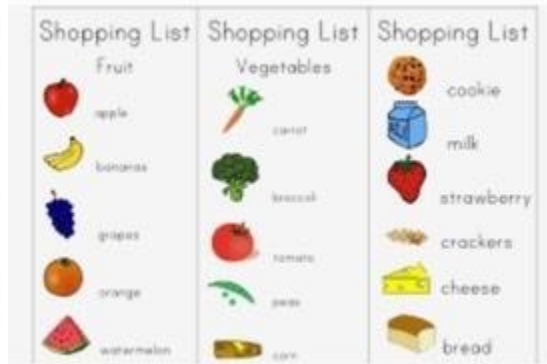 Shopping List
Fruit
apple
bananas
grapes
orange
watermelon
Shopping List
Vegetables
carrot
broccoli
tomato
peas
corn
Shopping List
cookie
milk
strawberry
crackers
cheese
bread